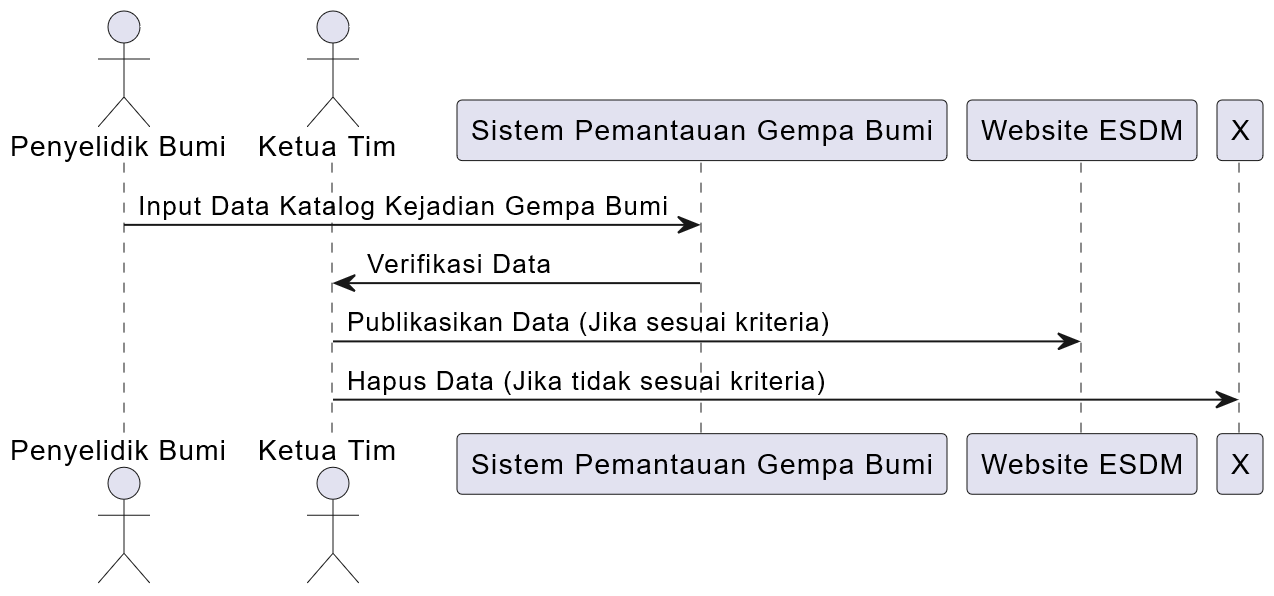 Penyelidik Bumi
Ketua Tim
Sistem Pemantauan Gempa Bumi
Website ESDM
X
Input Data Katalog Kejadian Gempa Bumi
Verifikasi Data
Publikasikan Data (Jika sesuai kriteria)
Hapus Data (Jika tidak sesuai kriteria)
Penyelidik Bumi
Ketua Tim
Sistem Pemantauan Gempa Bumi
Website ESDM
X